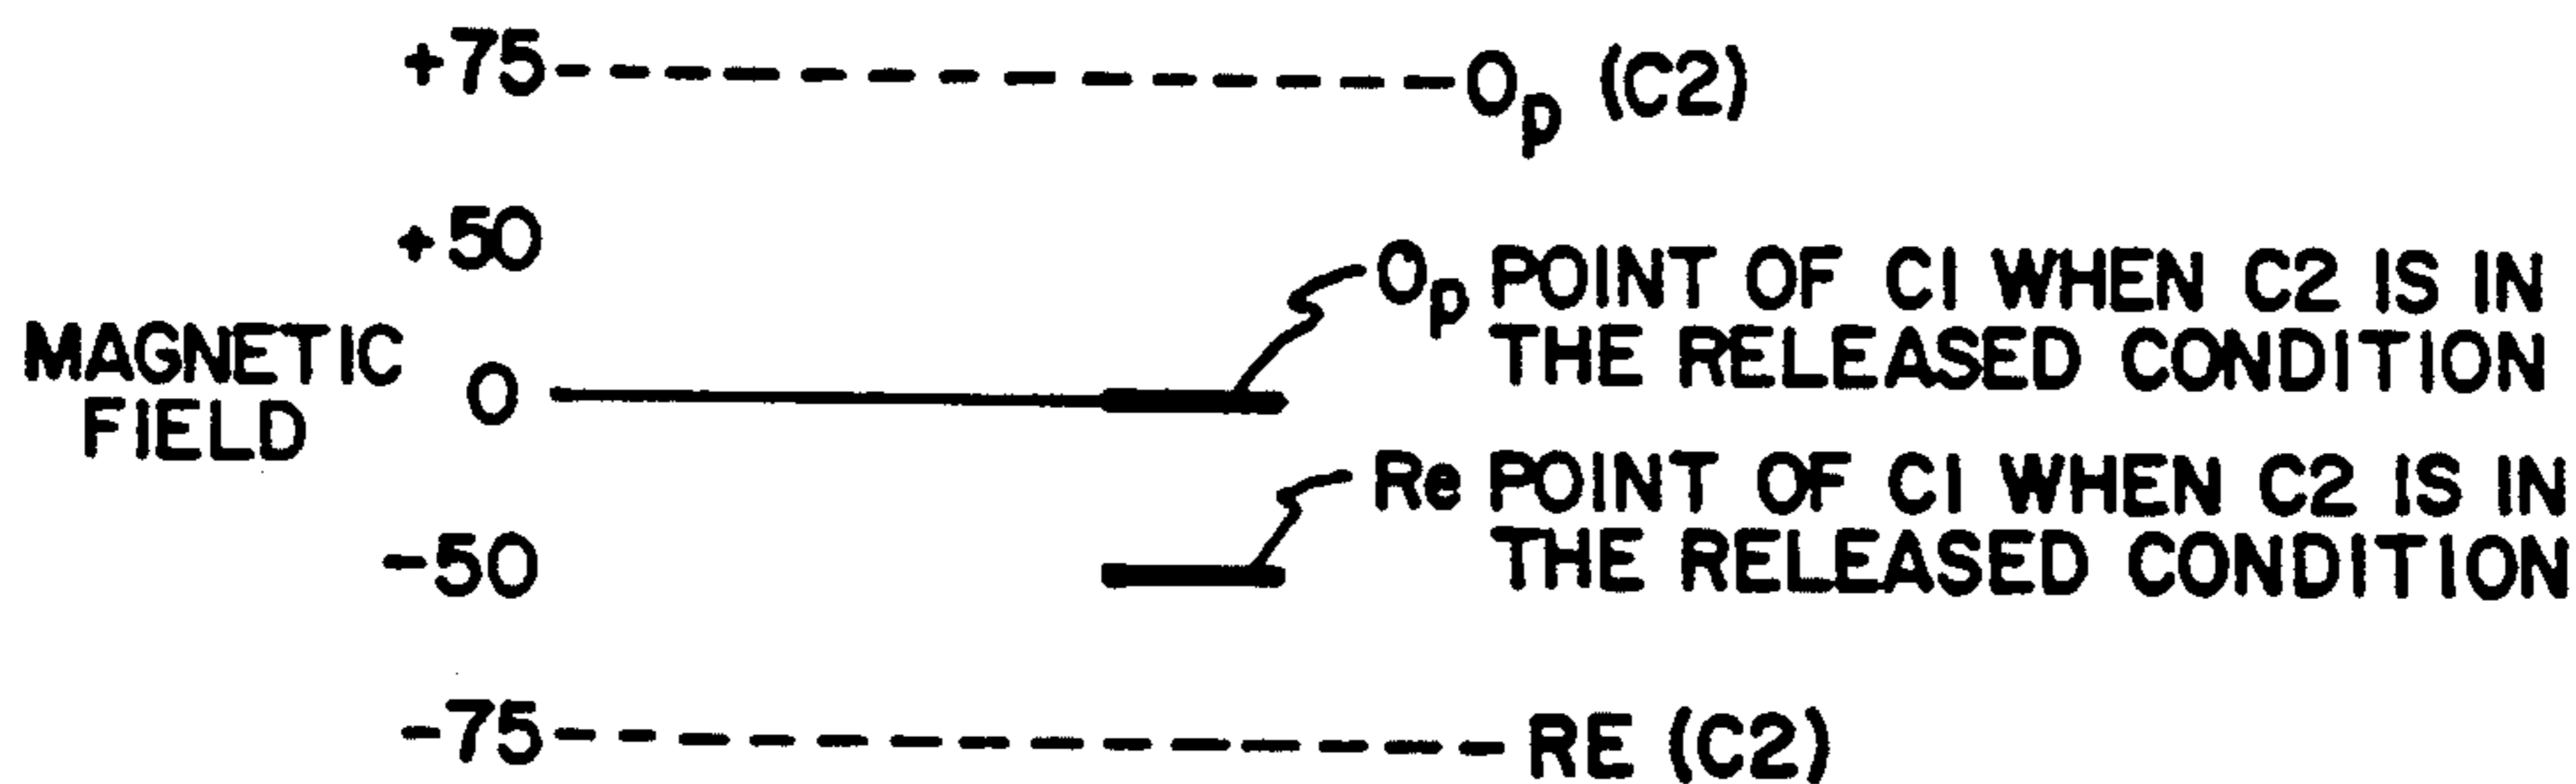 +75 Op (C2)
+50
Op POINT OF C1 WHEN C2 IS IN
THE RELEASED CONDITION
MAGNETIC
FIELD
0
Re POINT OF C1 WHEN C2 IS IN
THE RELEASED CONDITION
-50
-75 RE (C2)